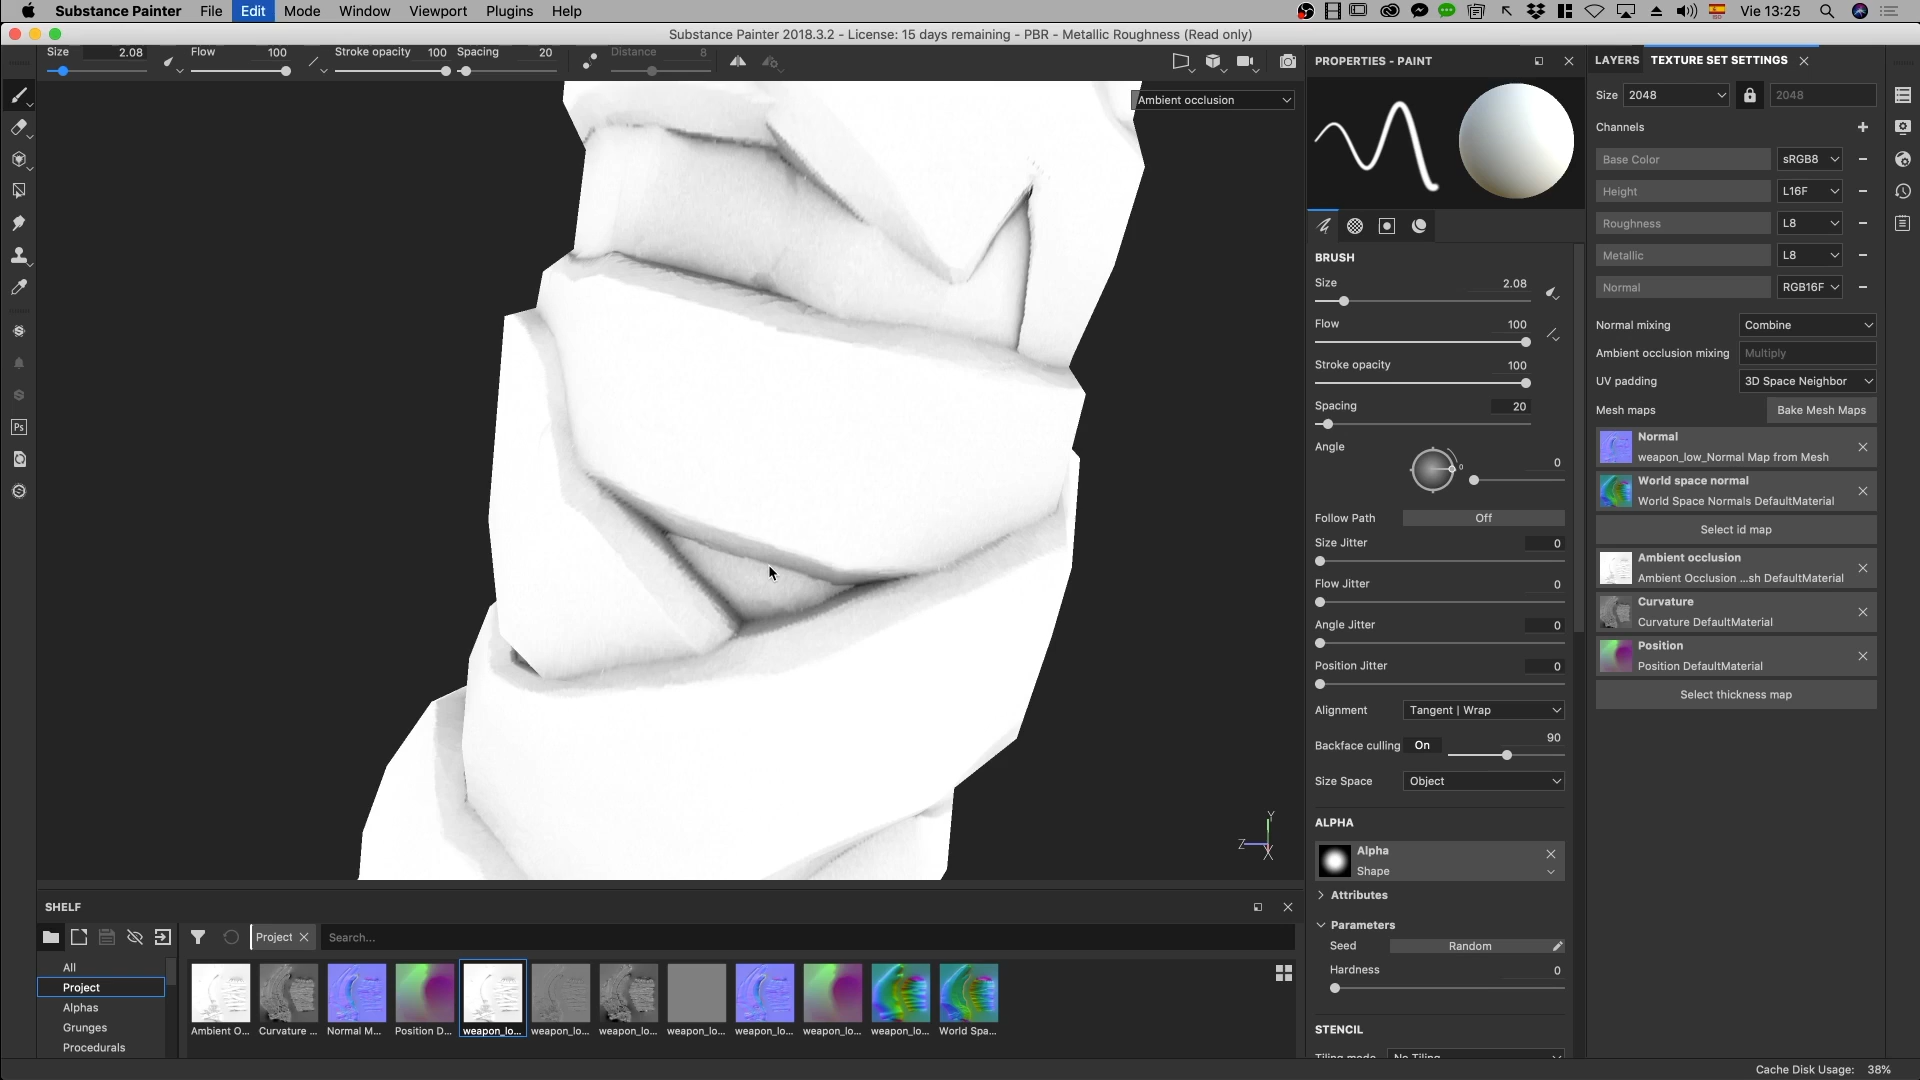 Substance Painter File Edit Mode Window Viewport Plugins Help Vie 13:25
Substance Painter 2018.3.2 - License: 15 days remaining - PBR - Metallic Roughness (Read only)
Size 2.08 Flow 100 Stroke opacity 100 Spacing 20 Distance 8
Ambient occlusion
Z Y X
PROPERTIES - PAINT
BRUSH
Size 2.08
Flow 100
Stroke opacity 100
Spacing 20
Angle 0
0
Follow Path Off
Size Jitter 0
Flow Jitter 0
Angle Jitter 0
Position Jitter 0
Alignment Tangent | Wrap
Backface culling On 90
Size Space Object
ALPHA
Alpha
Shape
Attributes
Parameters
Seed Random
Hardness 0
STENCIL
Tiling mode No Tiling
LAYERS TEXTURE SET SETTINGS
Size 2048 2048
Channels
Base Color sRGB8
Height L16F
Roughness L8
Metallic L8
Normal RGB16F
Normal mixing Combine
Ambient occlusion mixing Multiply
UV padding 3D Space Neighbor
Mesh maps Bake Mesh Maps
Normal
weapon_low_Normal Map from Mesh
World space normal
World Space Normals DefaultMaterial
Select id map
Ambient occlusion
Ambient Occlusion ...sh DefaultMaterial
Curvature
Curvature DefaultMaterial
Position
Position DefaultMaterial
Select thickness map
SHELF
Project Search...
All
Project
Alphas
Grunges
Procedurals
Ambient O... Curvature ... Normal M... Position D... weapon_lo... weapon_lo... weapon_lo... weapon_lo... weapon_lo... weapon_lo... weapon_lo... World Spa...
Ps
Cache Disk Usage: 38%